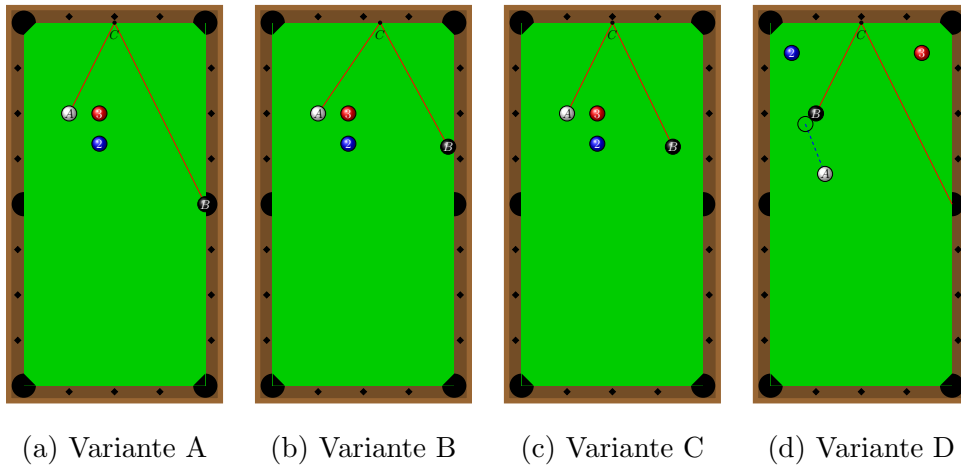 C
A 3
2
B
(a) Variante A
C
A 3
2
B
(b) Variante B
C
A 3
2
B
(c) Variante C
2 3
C
B
A
(d) Variante D